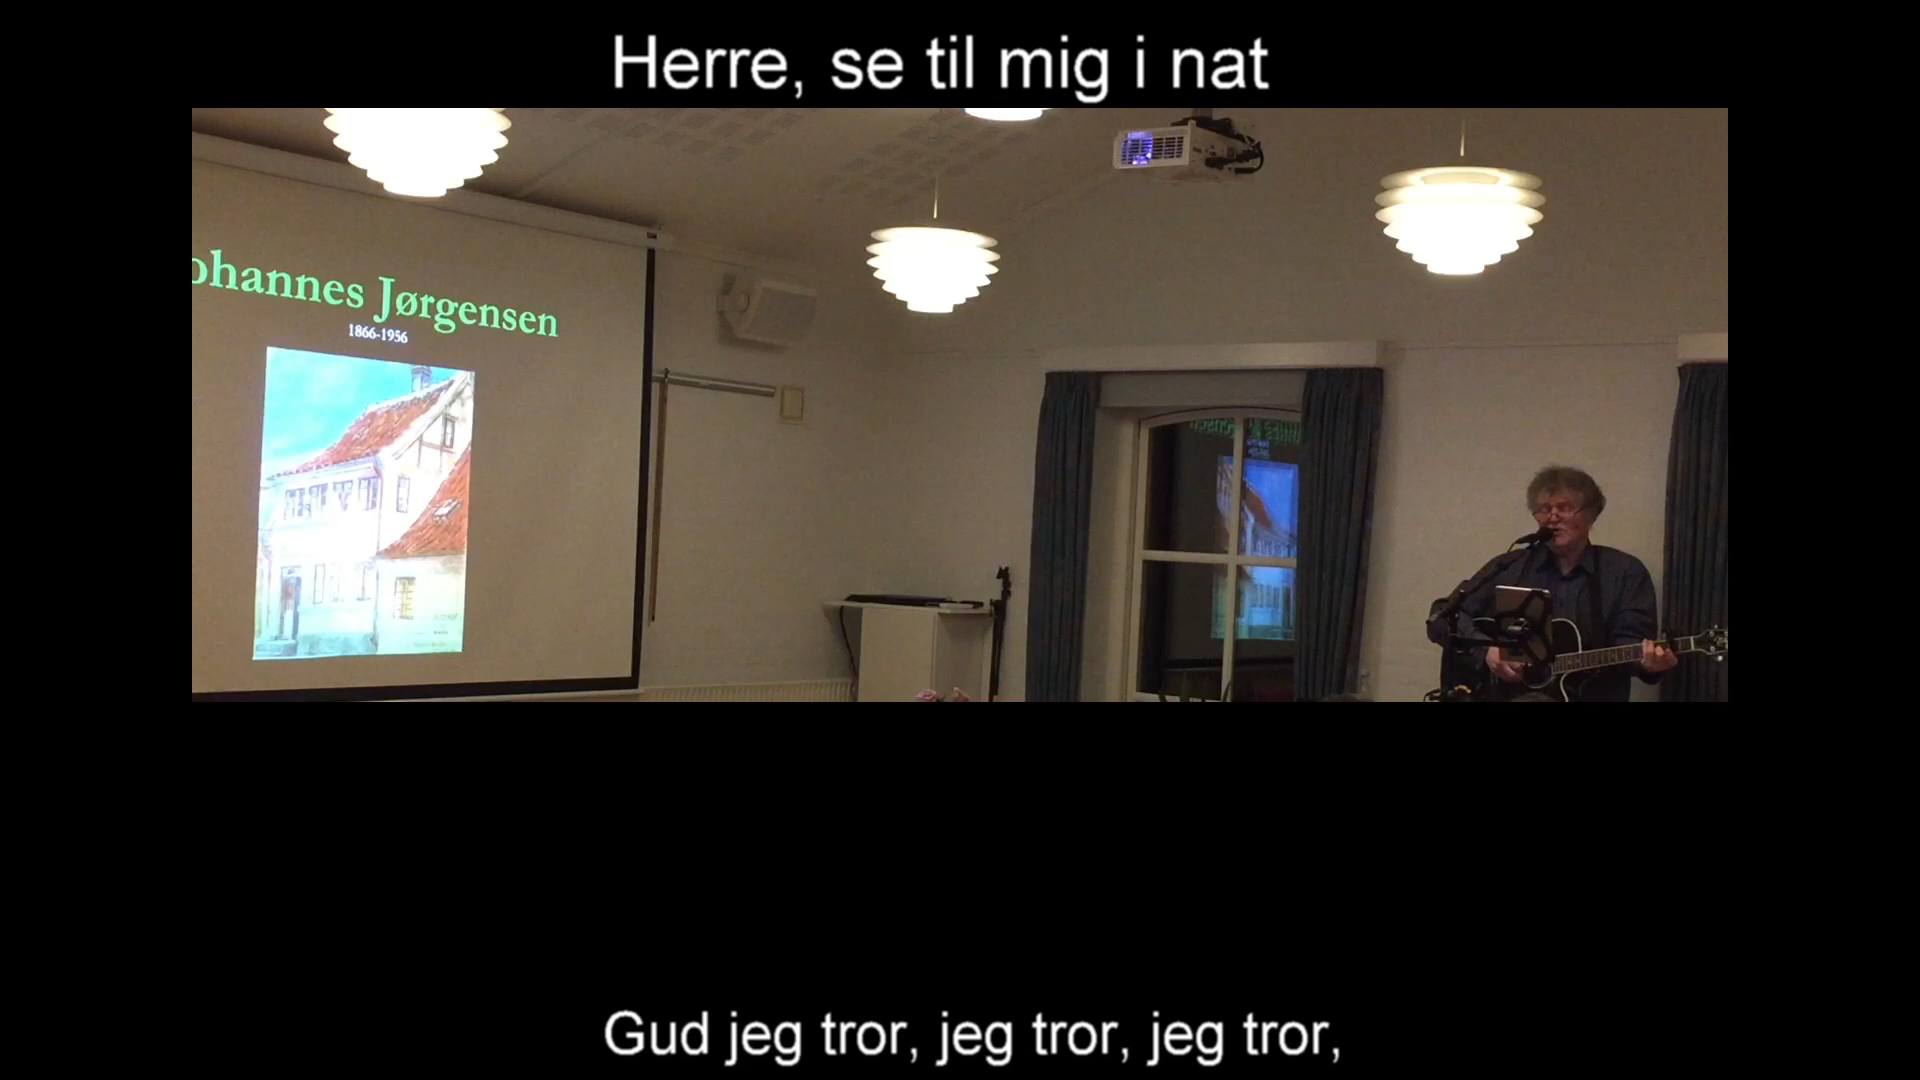 Herre, se til mig i nat
ohannes Jørgensen
1866-1956
Gud jeg tror, jeg tror, jeg tror,